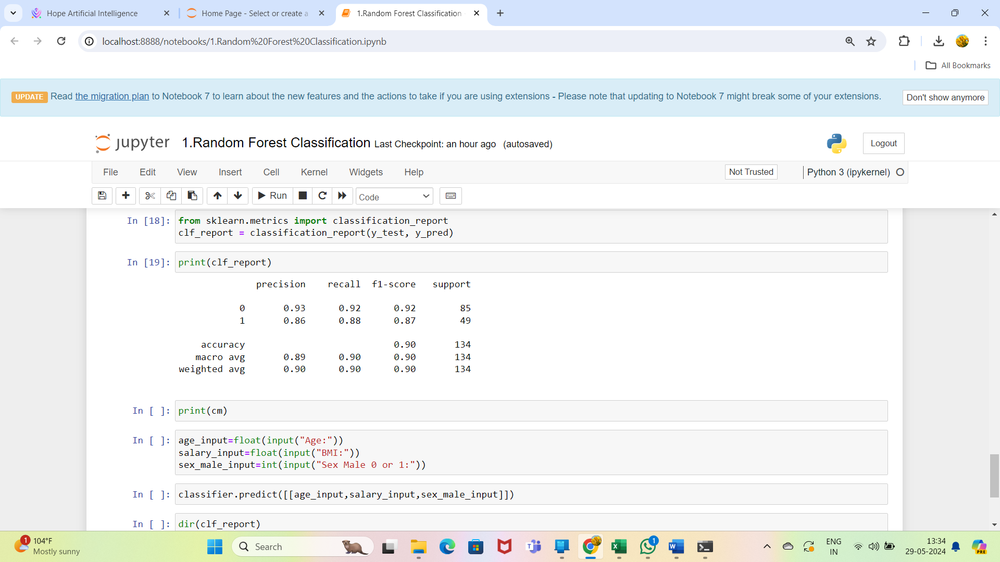 Hope Artificial Intelligence
Home Page - Select or create a
1.Random Forest Classification -
localhost:8888/notebooks/1.Random%20Forest%20Classification.ipynb
All Bookmarks
UPDATE Read the migration plan to Notebook 7 to learn about the new features and the actions to take if you are using extensions - Please note that updating to Notebook 7 might break some of your extensions.
Don't show anymore
jupyter 1.Random Forest Classification Last Checkpoint: an hour ago (autosaved)
Logout
File Edit View Insert Cell Kernel Widgets Help
Not Trusted
Python 3 (ipykernel)
Run
Code
In [18]: from sklearn.metrics import classification_report
clf_report = classification_report(y_test, y_pred)
In [19]: print(clf_report)
precision recall f1-score support
0 0.93 0.92 0.92 85
1 0.86 0.88 0.87 49
accuracy 0.90 134
macro avg 0.89 0.90 0.90 134
weighted avg 0.90 0.90 0.90 134
In [ ]: print(cm)
In [ ]: age_input=float(input("Age:"))
salary_input=float(input("BMI:"))
sex_male_input=int(input("Sex Male 0 or 1:"))
In [ ]: classifier.predict([[age_input,salary_input,sex_male_input]])
In [ ]: dir(clf_report)
1
104°F
Mostly sunny
Search
1
ENG
IN
13:34
29-05-2024
PRE